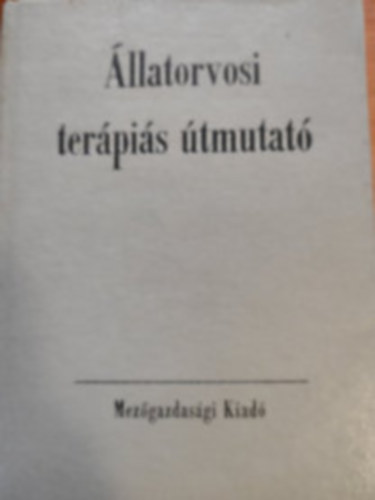 Állatorvosi
terápiás útmutató
Mezőgazdasági Kiadó